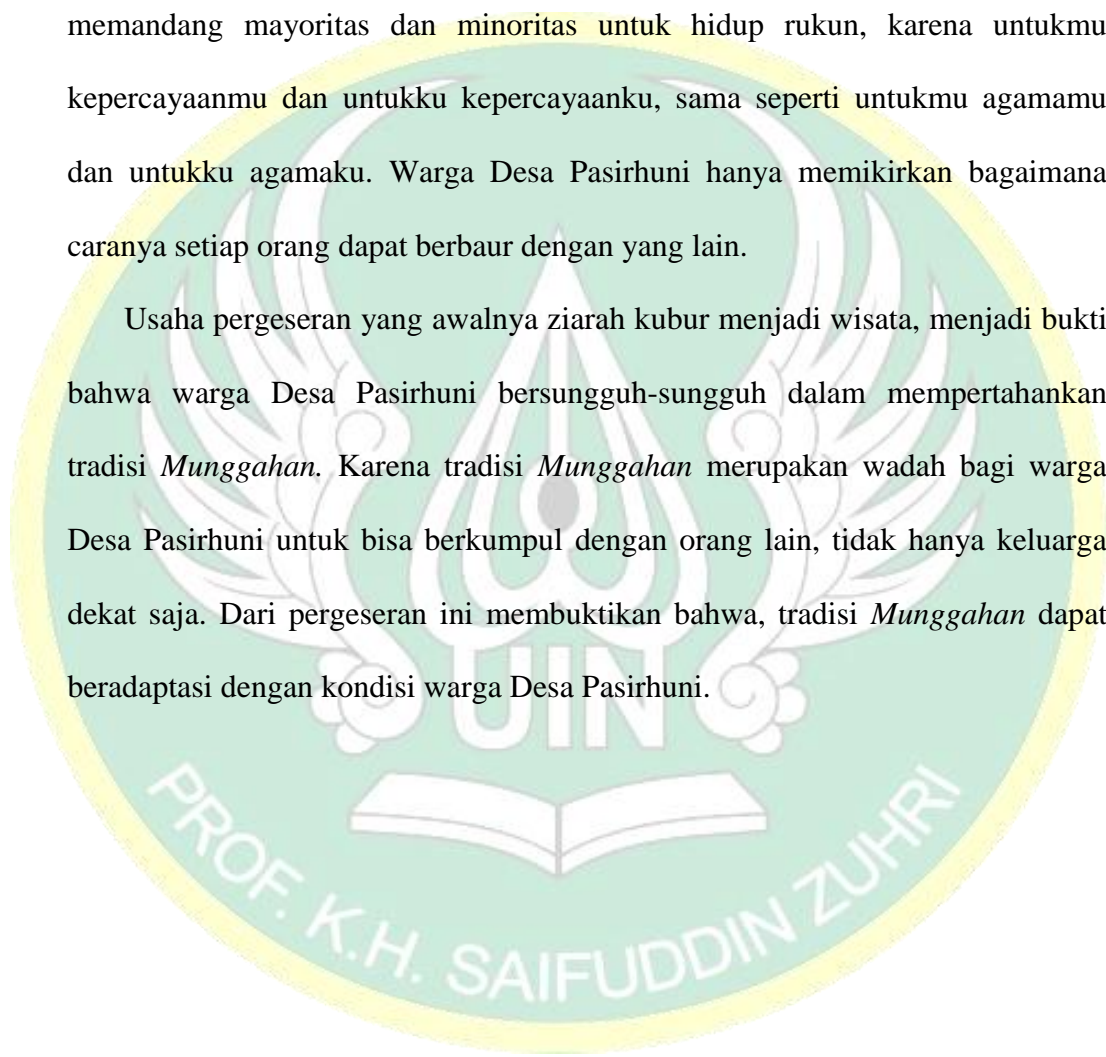 memandang mayoritas dan minoritas untuk hidup rukun, karena untukmu
kepercayaanmu dan untukku kepercayaanku, sama seperti untukmu agamamu
dan untukku agamaku. Warga Desa Pasirhuni hanya memikirkan bagaimana
caranya setiap orang dapat berbaur dengan yang lain.
Usaha pergeseran yang awalnya ziarah kubur menjadi wisata, menjadi bukti
bahwa warga Desa Pasirhuni bersungguh-sungguh dalam mempertahankan
tradisi Munggahan. Karena tradisi Munggahan merupakan wadah bagi warga
Desa Pasirhuni untuk bisa berkumpul dengan orang lain, tidak hanya keluarga
dekat saja. Dari pergeseran ini membuktikan bahwa, tradisi Munggahan dapat
beradaptasi dengan kondisi warga Desa Pasirhuni.
UIN
PROF. K.H. SAIFUDDIN ZUHRI